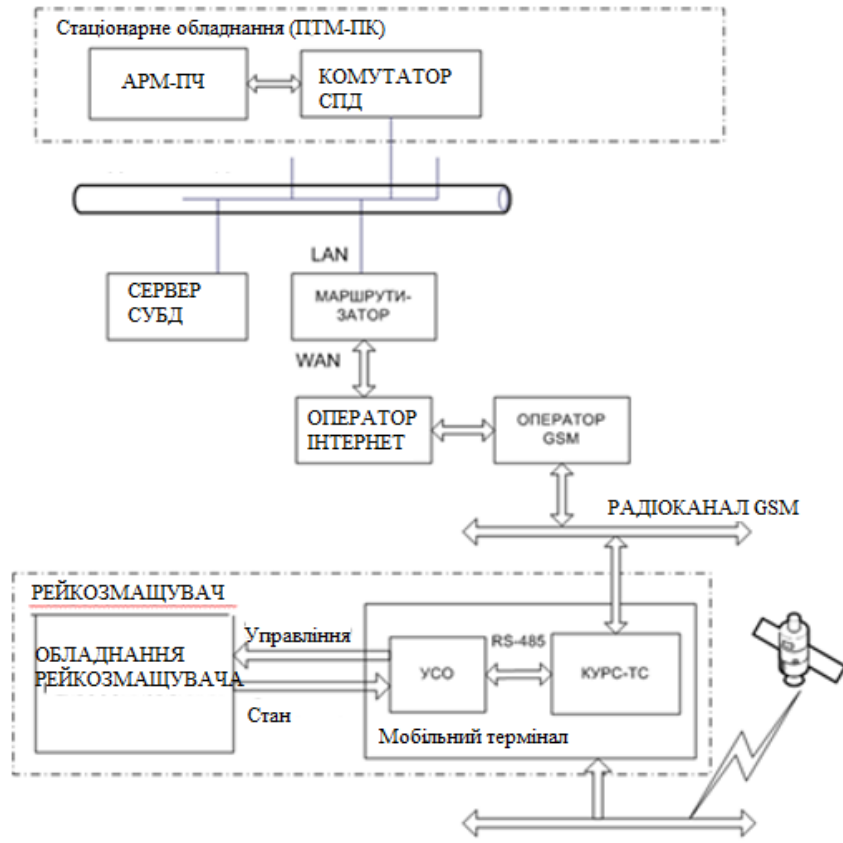 Стаціонарне обладнання (ПТМ-ПК)
АРМ-ПЧ
КОМУТАТОР
СПД
LAN
СЕРВЕР
СУБД
МАРШРУТИ-
ЗАТОР
WAN
ОПЕРАТОР
ІНТЕРНЕТ
ОПЕРАТОР
GSM
РАДІОКАНАЛ GSM
РЕЙКОЗМАЩУВАЧ
ОБЛАДНАННЯ
РЕЙКОЗМАЩУВАЧА
Управління
Стан
УСО
RS-485
КУРС-ТС
Мобільний термінал